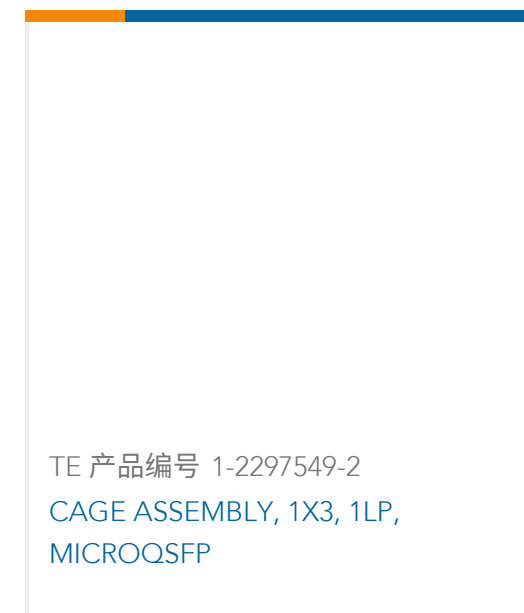 TE 产品编号 1-2297549-2
CAGE ASSEMBLY, 1X3, 1LP,
MICROQSFP